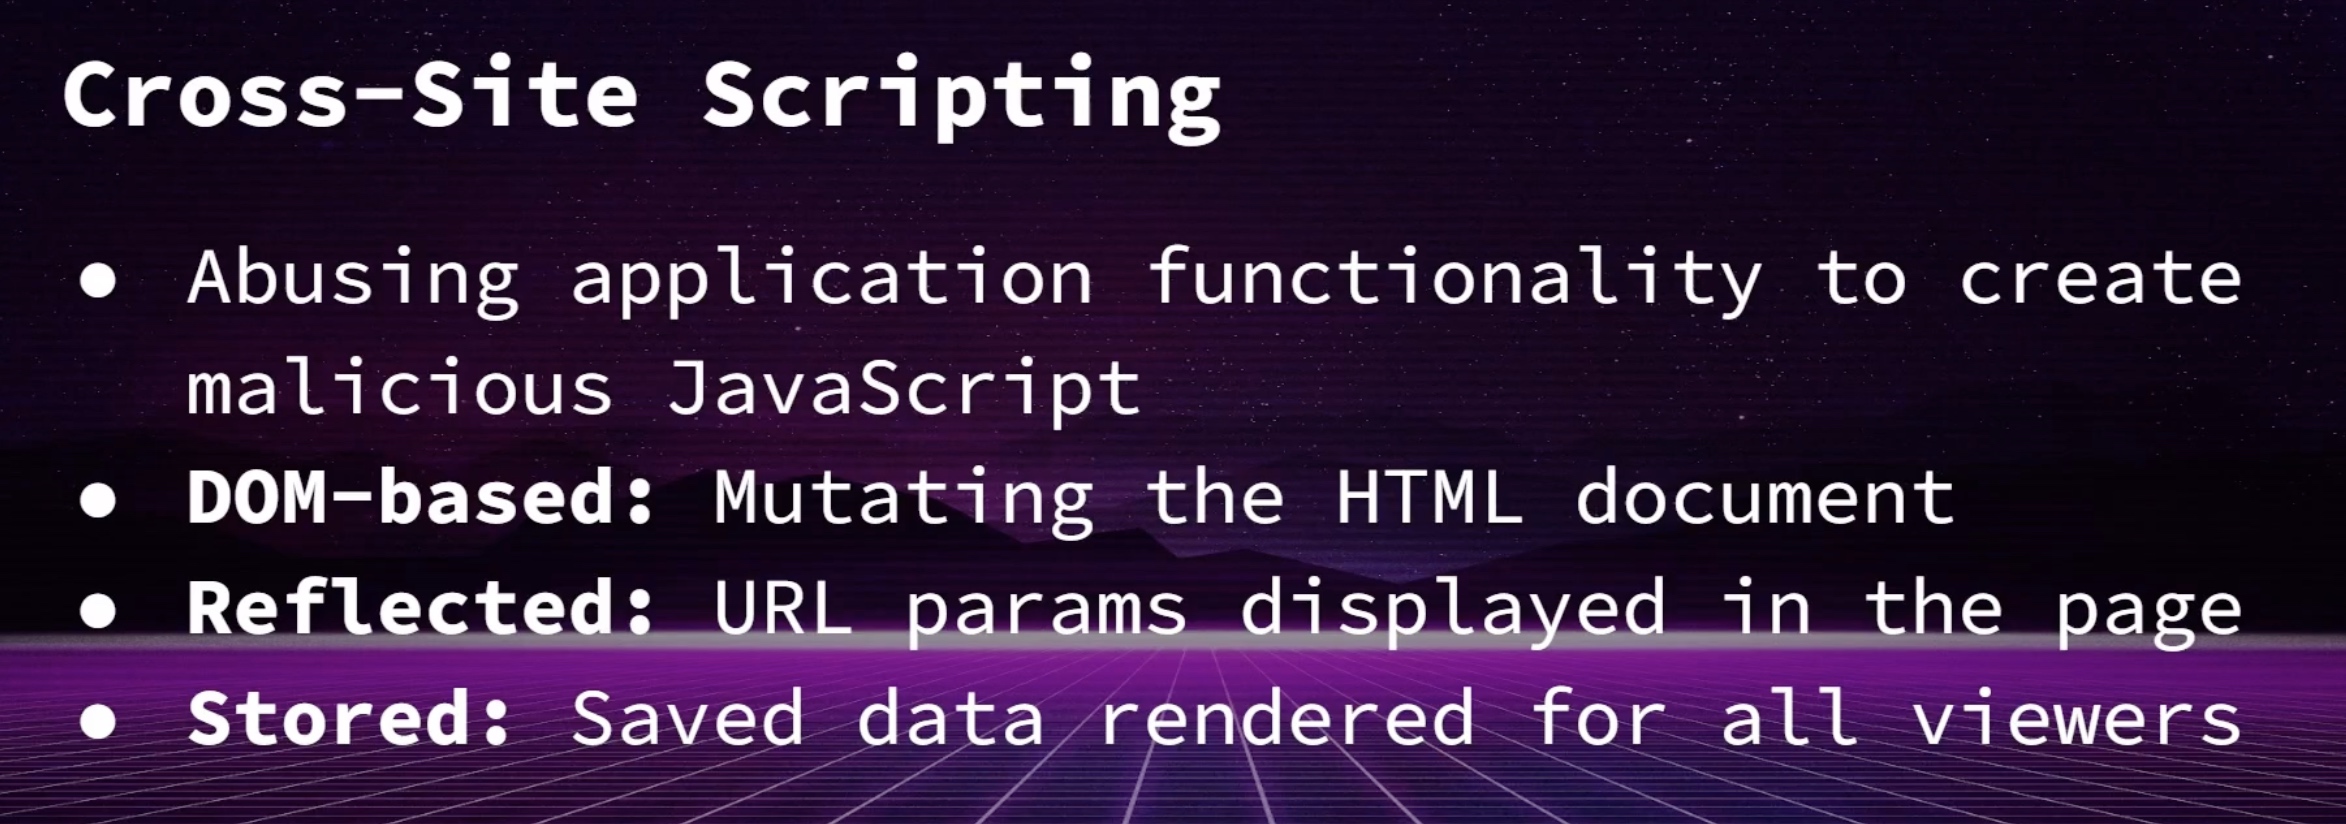 Cross-Site Scripting
● Abusing application functionality to create
malicious JavaScript
● DOM-based: Mutating the HTML document
● Reflected: URL params displayed in the page
● Stored: Saved data rendered for all viewers